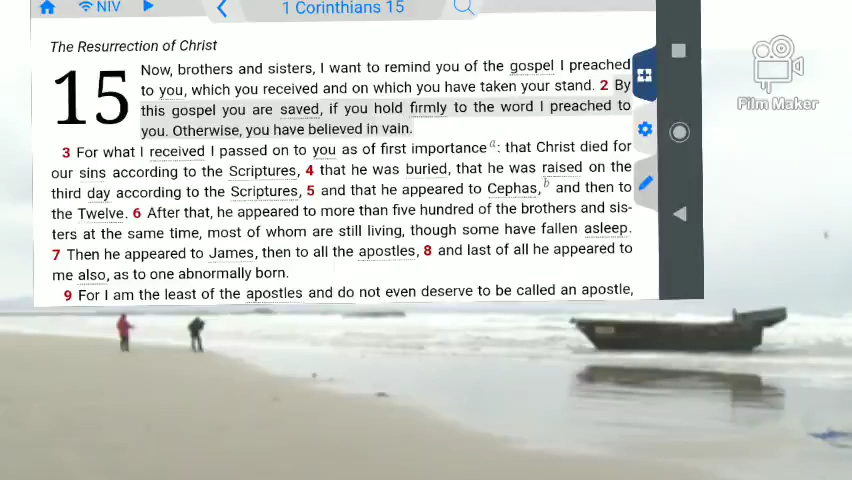 NIV
1 Corinthians 15
The Resurrection of Christ
15 Now, brothers and sisters, I want to remind you of the gospel I preached
to you, which you received and on which you have taken your stand. 2 By
this gospel you are saved, if you hold firmly to the word I preached to
you. Otherwise, you have believed in vain.
3 For what I received I passed on to you as of first importance a: that Christ died for
our sins according to the Scriptures, 4 that he was buried, that he was raised on the
third day according to the Scriptures, 5 and that he appeared to Cephas, b and then to
the Twelve. 6 After that, he appeared to more than five hundred of the brothers and sis-
ters at the same time, most of whom are still living, though some have fallen asleep.
7 Then he appeared to James, then to all the apostles, 8 and last of all he appeared to
me also, as to one abnormally born.
9 For I am the least of the apostles and do not even deserve to be called an apostle,
Film Maker